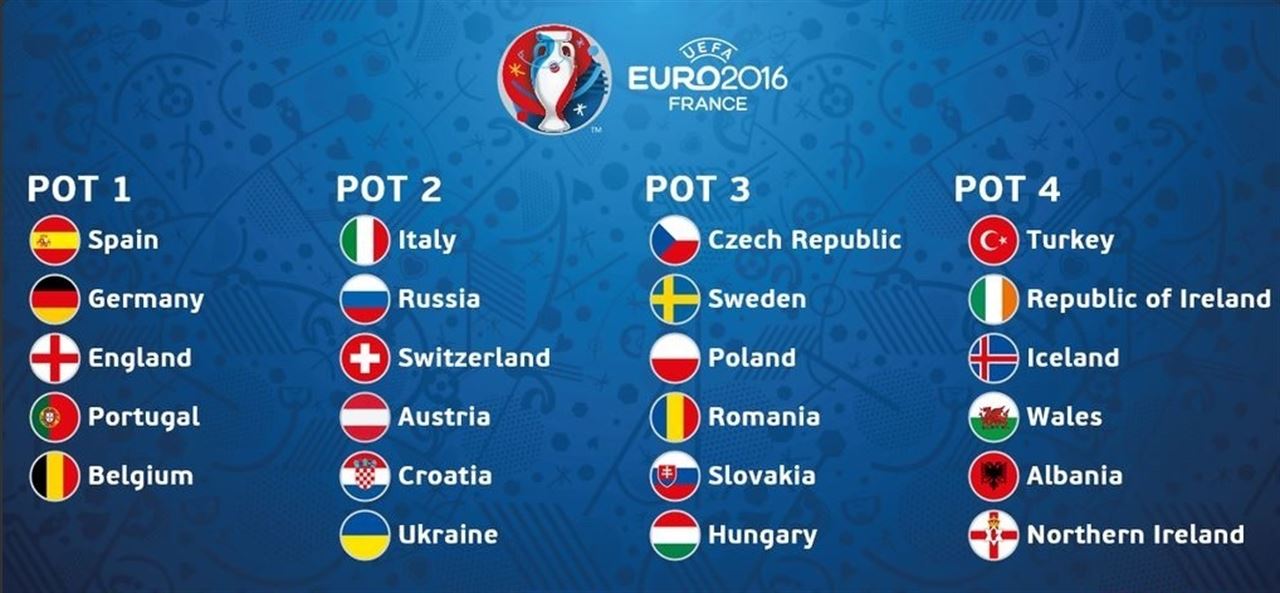 UEFA
EURO2016
FRANCE
TM
POT 1
Spain
Germany
England
Portugal
Belgium
POT 2
Italy
Russia
Switzerland
Austria
Croatia
Ukraine
POT 3
Czech Republic
Sweden
Poland
Romania
Slovakia
Hungary
POT 4
Turkey
Republic of Ireland
Iceland
Wales
Albania
Northern Ireland